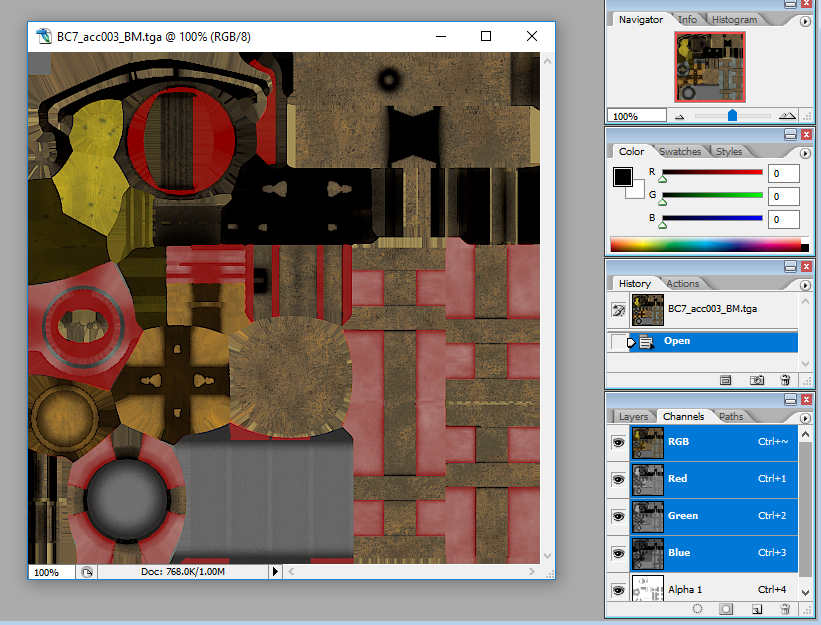 BC7_acc003_BM.tga @ 100% (RGB/8)
100%
Doc: 768.0K/1.00M
Navigator
Info
Histogram
100%
Color
Swatches
Styles
R
0
G
0
B
0
History
Actions
BC7_acc003_BM.tga
Open
Layers
Channels
Paths
RGB Ctrl+~
Red Ctrl+1
Green Ctrl+2
Blue Ctrl+3
Alpha 1 Ctrl+4